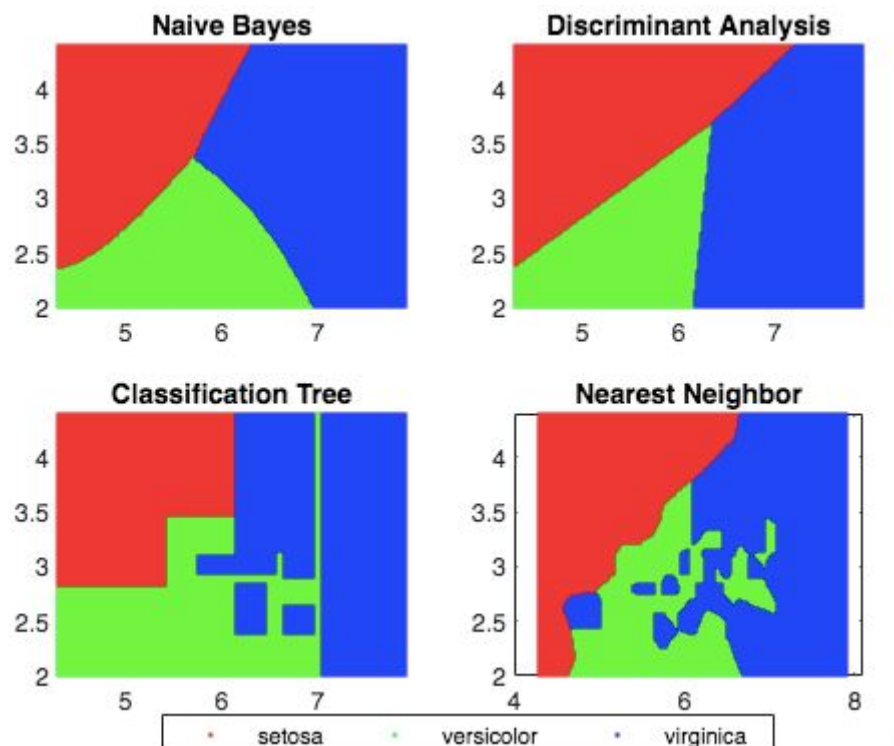 Naive Bayes Discriminant Analysis
4 4
3.5 3.5
3 3
2.5 2.5
2 2
5 6 7 5 6 7
Classification Tree Nearest Neighbor
4 4
3.5 3.5
3 3
2.5 2.5
2 2
5 6 7 4 6 8
setosa versicolor virginica